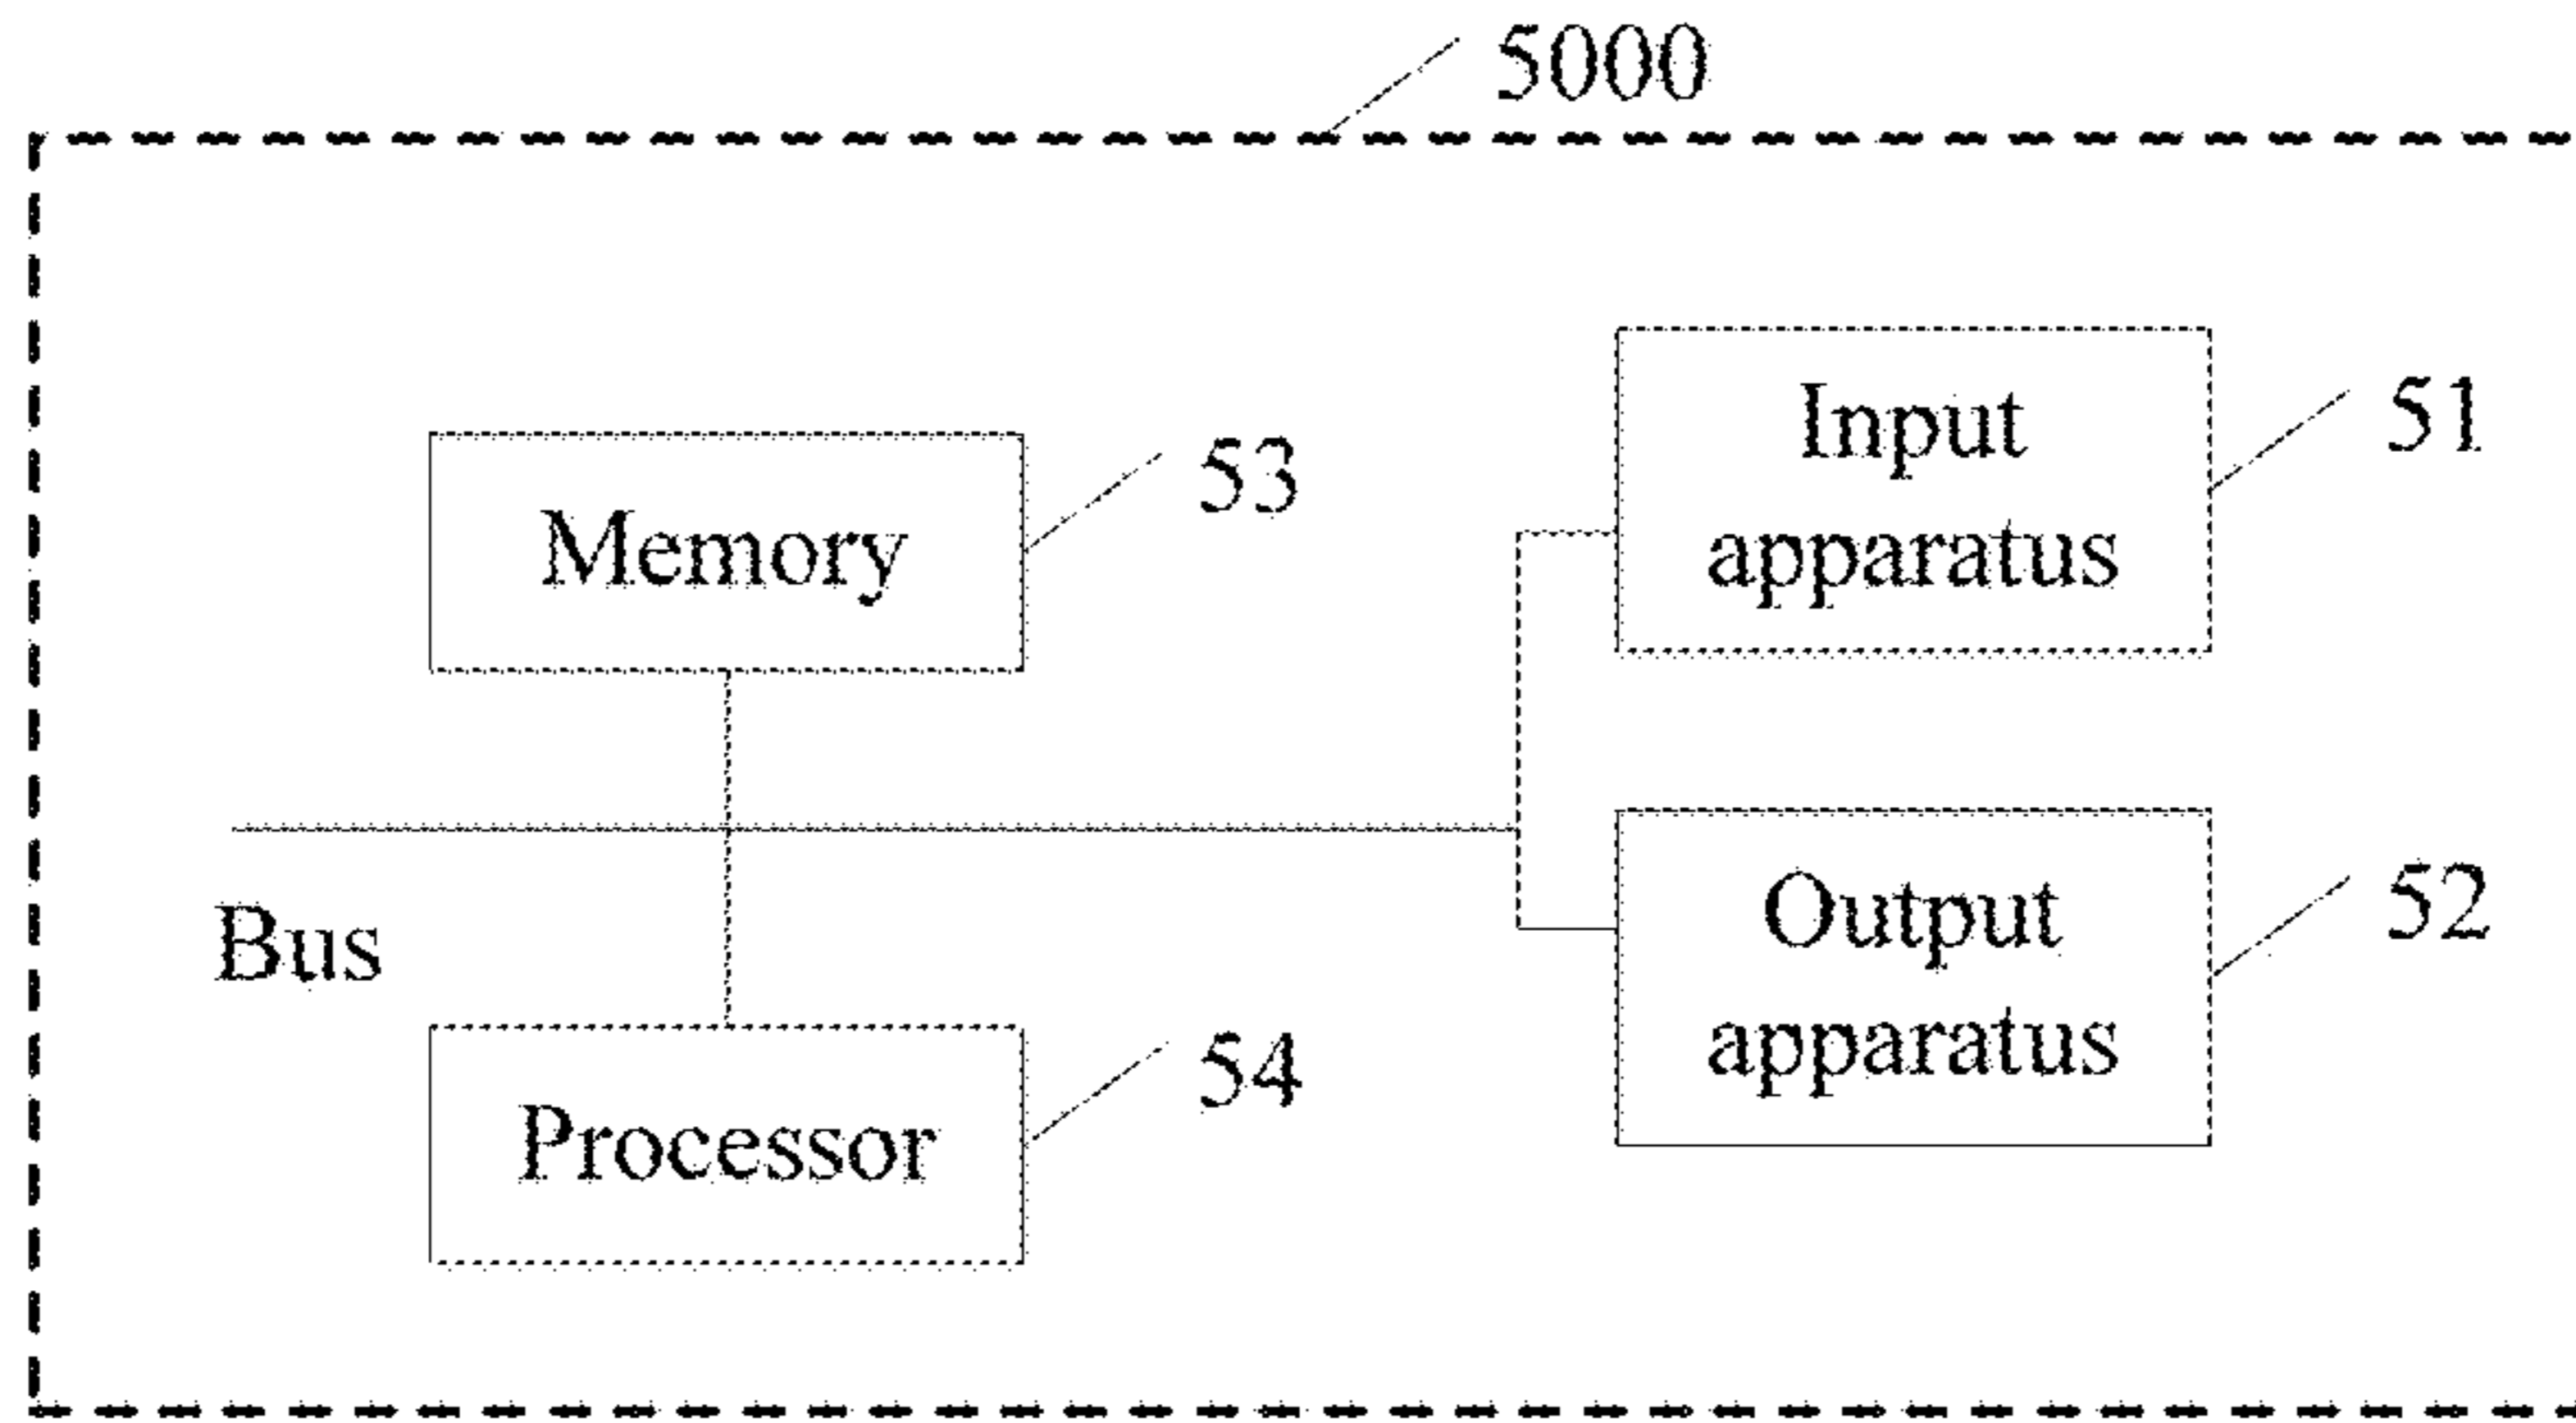 5000
Memory
53
Input
apparatus
51
Bus
Output
apparatus
52
Processor
54